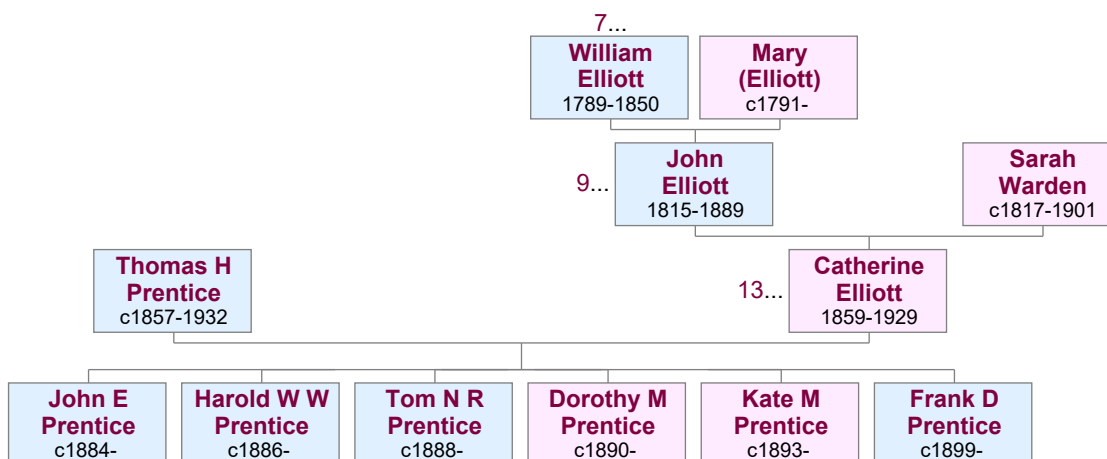 7...
William
Elliott
1789-1850
Mary
(Elliott)
c1791-
9...
John
Elliott
1815-1889
Sarah
Warden
c1817-1901
Thomas H
Prentice
c1857-1932
13...
Catherine
Elliott
1859-1929
John E
Prentice
c1884-
Harold W W
Prentice
c1886-
Tom N R
Prentice
c1888-
Dorothy M
Prentice
c1890-
Kate M
Prentice
c1893-
Frank D
Prentice
c1899-